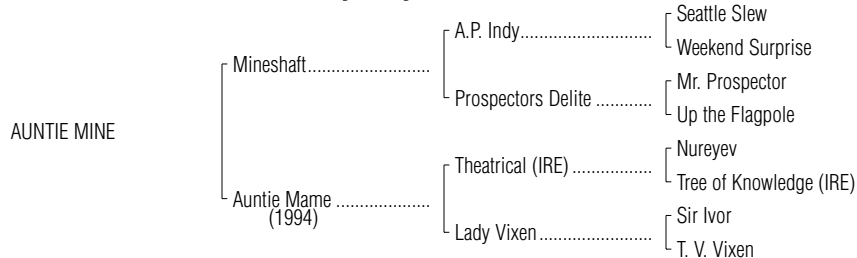 Seattle Slew
A.P. Indy..............................
Weekend Surprise
Mineshaft...........................
Mr. Prospector
Prospectors Delite ............
Up the Flagpole
AUNTIE MINE
Nureyev
Theatrical (IRE) .................
Tree of Knowledge (IRE)
Auntie Mame ....................
(1994)
Sir Ivor
Lady Vixen........................
T. V. Vixen